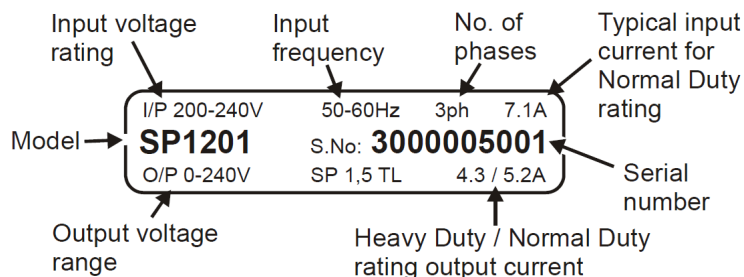 Input voltage
rating
Input
frequency
No. of
phases
Typical input
current for
Normal Duty
rating
I/P 200-240V 50-60Hz 3ph 7.1A
Model
SP1201 S.No: 3000005001
O/P 0-240V SP 1,5 TL 4.3 / 5.2A
Serial
number
Output voltage
range
Heavy Duty / Normal Duty
rating output current